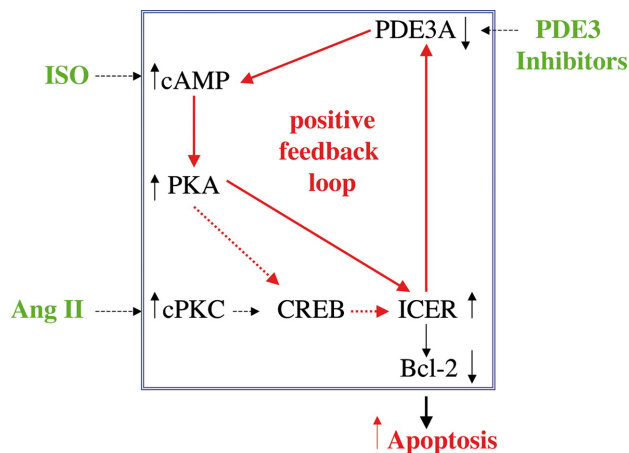 PDE3A
PDE3
Inhibitors
ISO
cAMP
positive
feedback
loop
PKA
Ang II
cPKC
CREB
ICER
Bcl-2
Apoptosis